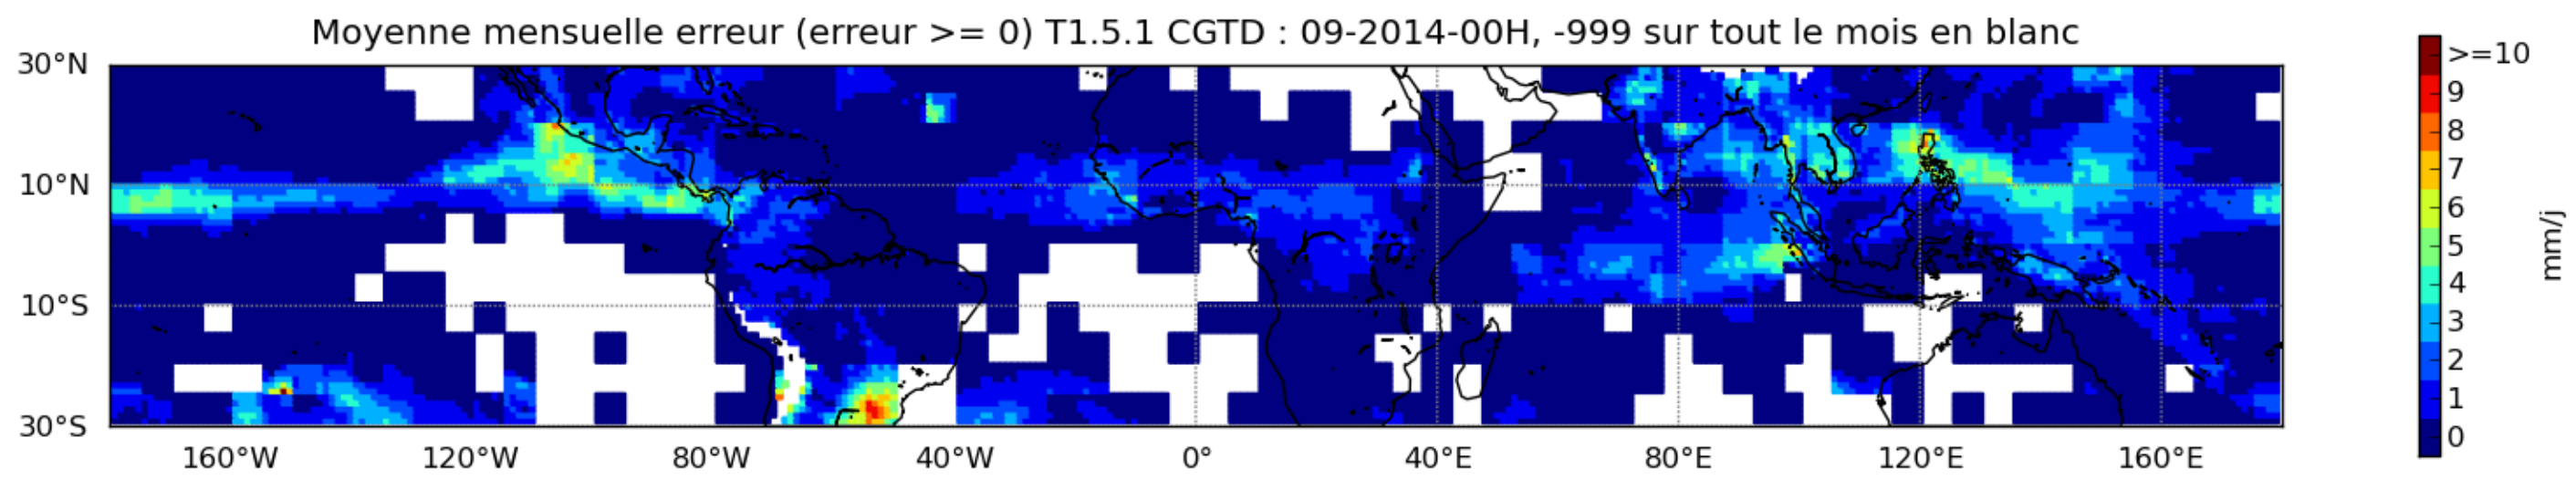 Moyenne mensuelle erreur (erreur >= 0) T1.5.1 CGTD : 09-2014-00H, -999 sur tout le mois en blanc
30°N
10°N
10°S
30°S
160°W 120°W 80°W 40°W 0° 40°E 80°E 120°E 160°E
>=10
9
8
7
6
5
4
3
2
1
0
mm/j